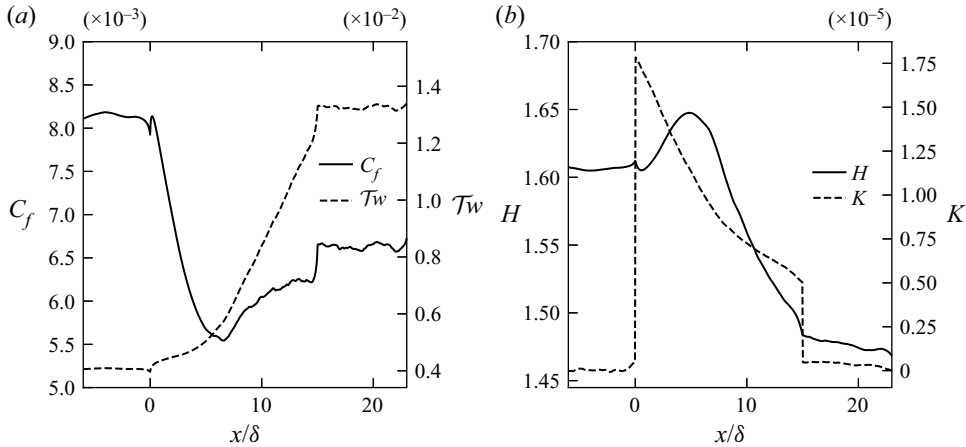 (a) (×10−3) (×10−2)
9.0
8.5
8.0
7.5
7.0
Cf
6.5
6.0
5.5
5.0
Cf
𝒯w
1.4
1.2
1.0
𝒯w
0.8
0.6
0.4
0 10 20
x/δ
(b) (×10−5)
1.70
1.65
1.60
H
1.55
1.50
1.45
H
K
1.75
1.50
1.25
1.00
K
0.75
0.50
0.25
0
0 10 20
x/δ